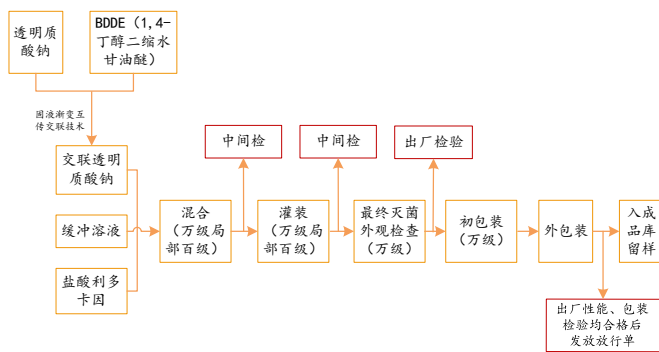 透明质
酸钠
BDDE（1,4-
丁醇二缩水
甘油醚）
固液渐变互
传交联技术
交联透明
质酸钠
缓冲溶液
盐酸利多
卡因
混合
（万级局
部百级）
中间检
灌装
（万级局
部百级）
中间检
最终灭菌
外观检查
（万级）
出厂检验
初包装
（万级）
外包装
入成
品库
留样
出厂性能、包装
检验均合格后
发放放行单